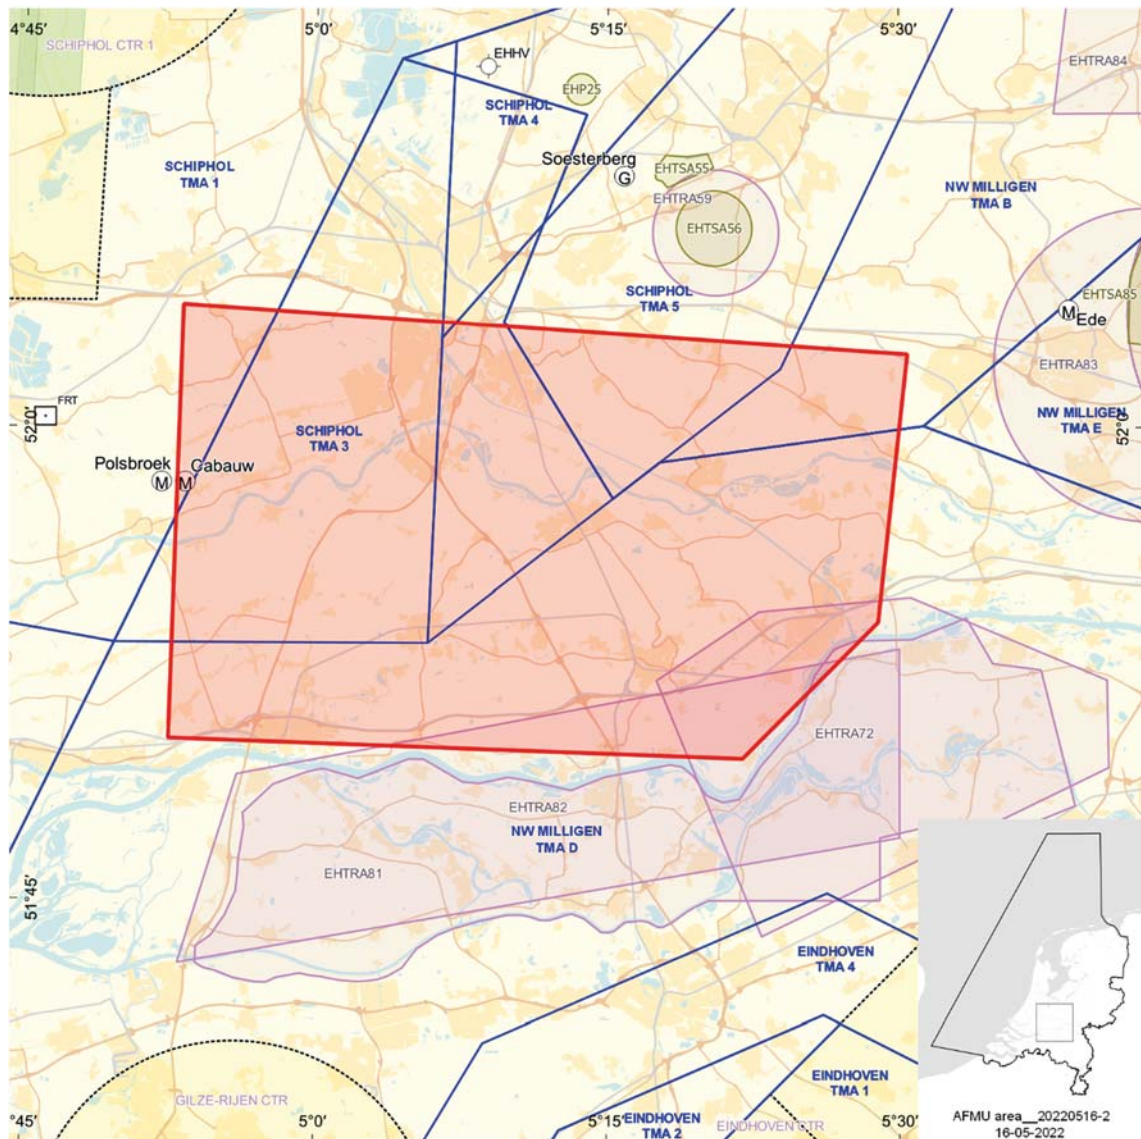 4°45'
5°0'
5°15'
5°30'
SCHIPHOL CTR 1
EHHV
EHTRA84
EHP25
SCHIPHOL
TMA 4
SCHIPHOL
TMA 1
Soesterberg
G
EHTSA55
EHTRA59
NW MILLIGEN
TMA B
EHTSA56
SCHIPHOL
TMA 5
EHTSA85
M
Ede
EHTRA83
FRT
52°0'
52°0'
NW MILLIGEN
TMA E
SCHIPHOL
TMA 3
Polsbroek
Cabauw
M
M
EHTRA72
EHTRA82
NW MILLIGEN
TMA D
EHTRA81
51°45'
EINDHOVEN
TMA 4
EINDHOVEN
TMA 1
GILZE-RIJEN CTR
EINDHOVEN
TMA 2
EINDHOVEN CTR
4°45'
5°0'
5°15'
5°30'
AFMU area__20220516-2
16-05-2022